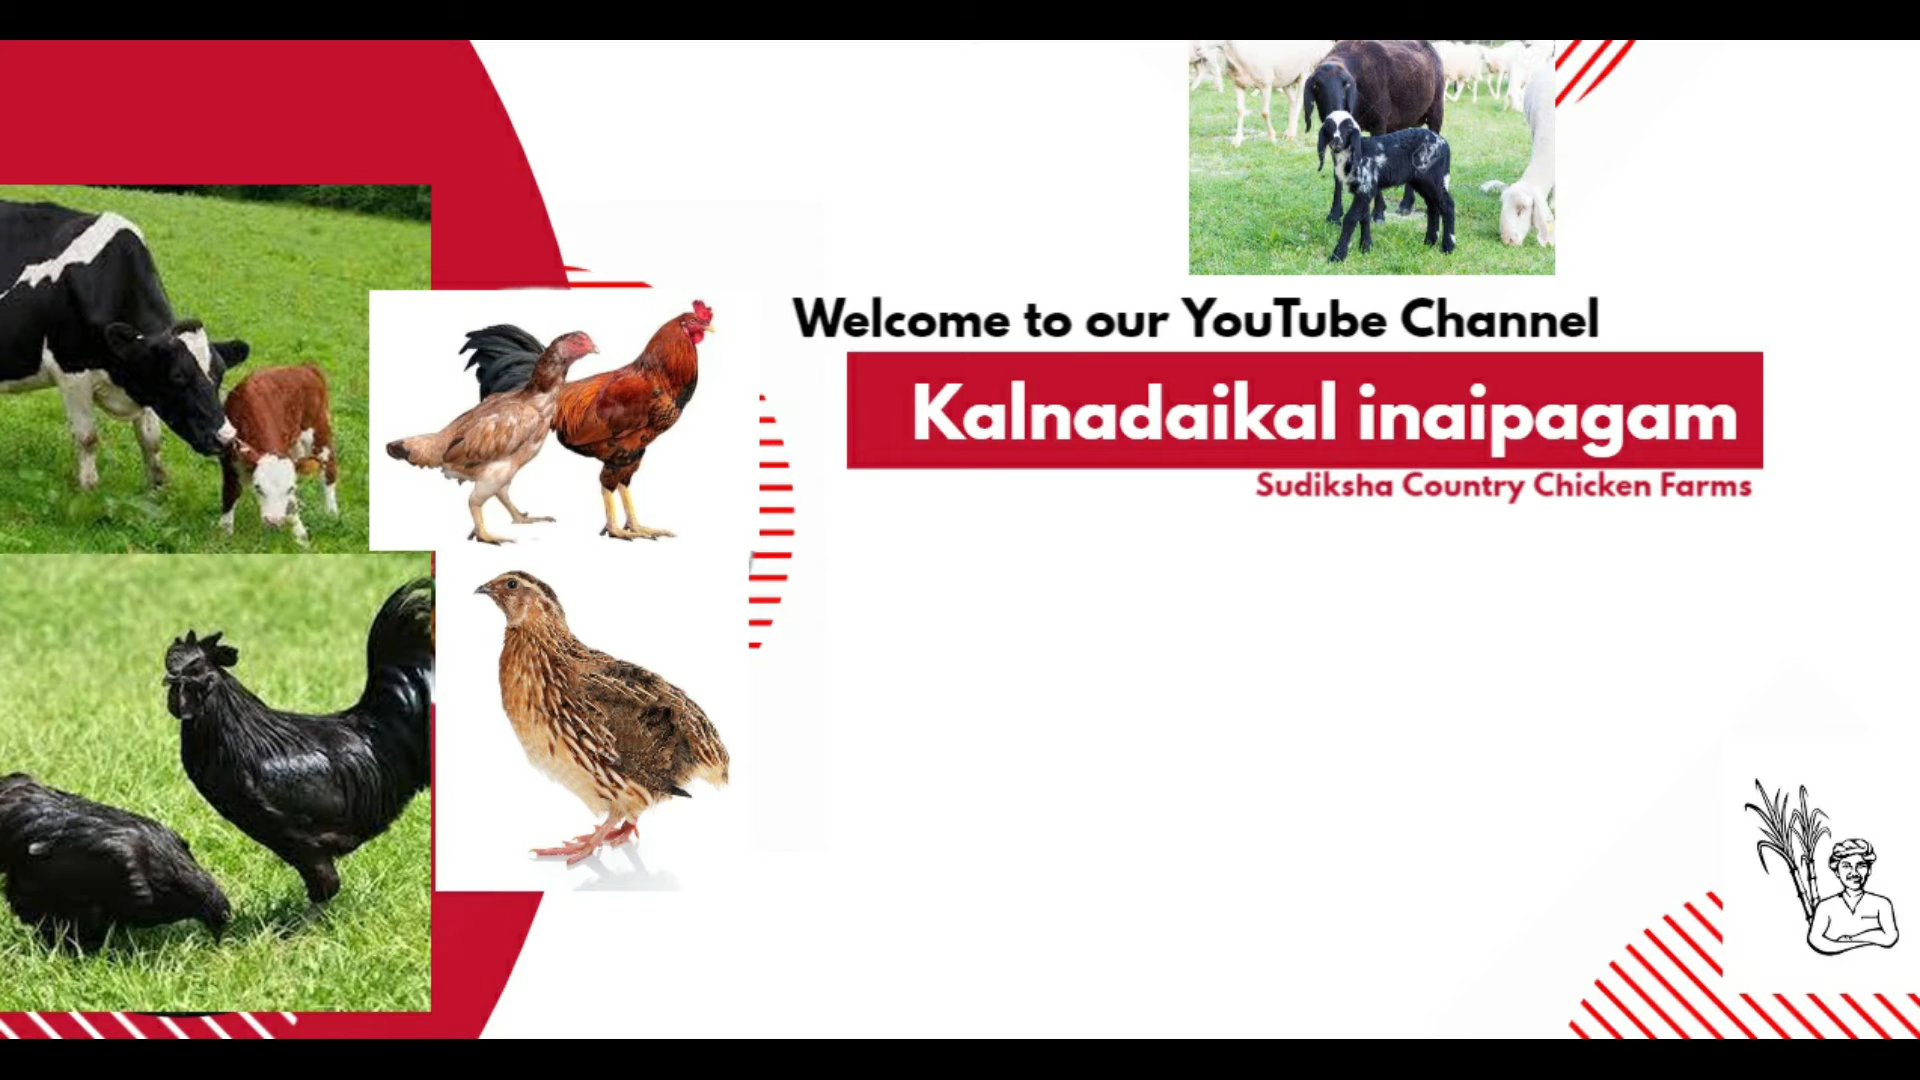 Welcome to our YouTube Channel
Kalnadaikal inaipagam
Sudiksha Country Chicken Farms